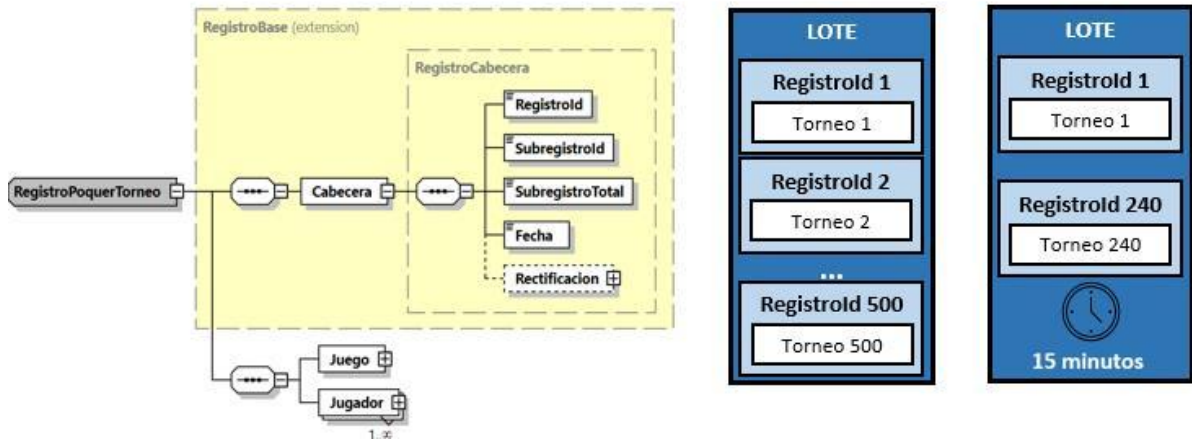 RegistroBase (extension)
RegistroCabecera
RegistroId
SubregistroId
SubregistroTotal
Fecha
Rectificacion
RegistroPoquerTorneo
Cabecera
Juego
Jugador
1..∞
LOTE
RegistroId 1
Torneo 1
RegistroId 2
Torneo 2
...
RegistroId 500
Torneo 500
LOTE
RegistroId 1
Torneo 1
RegistroId 240
Torneo 240
15 minutos